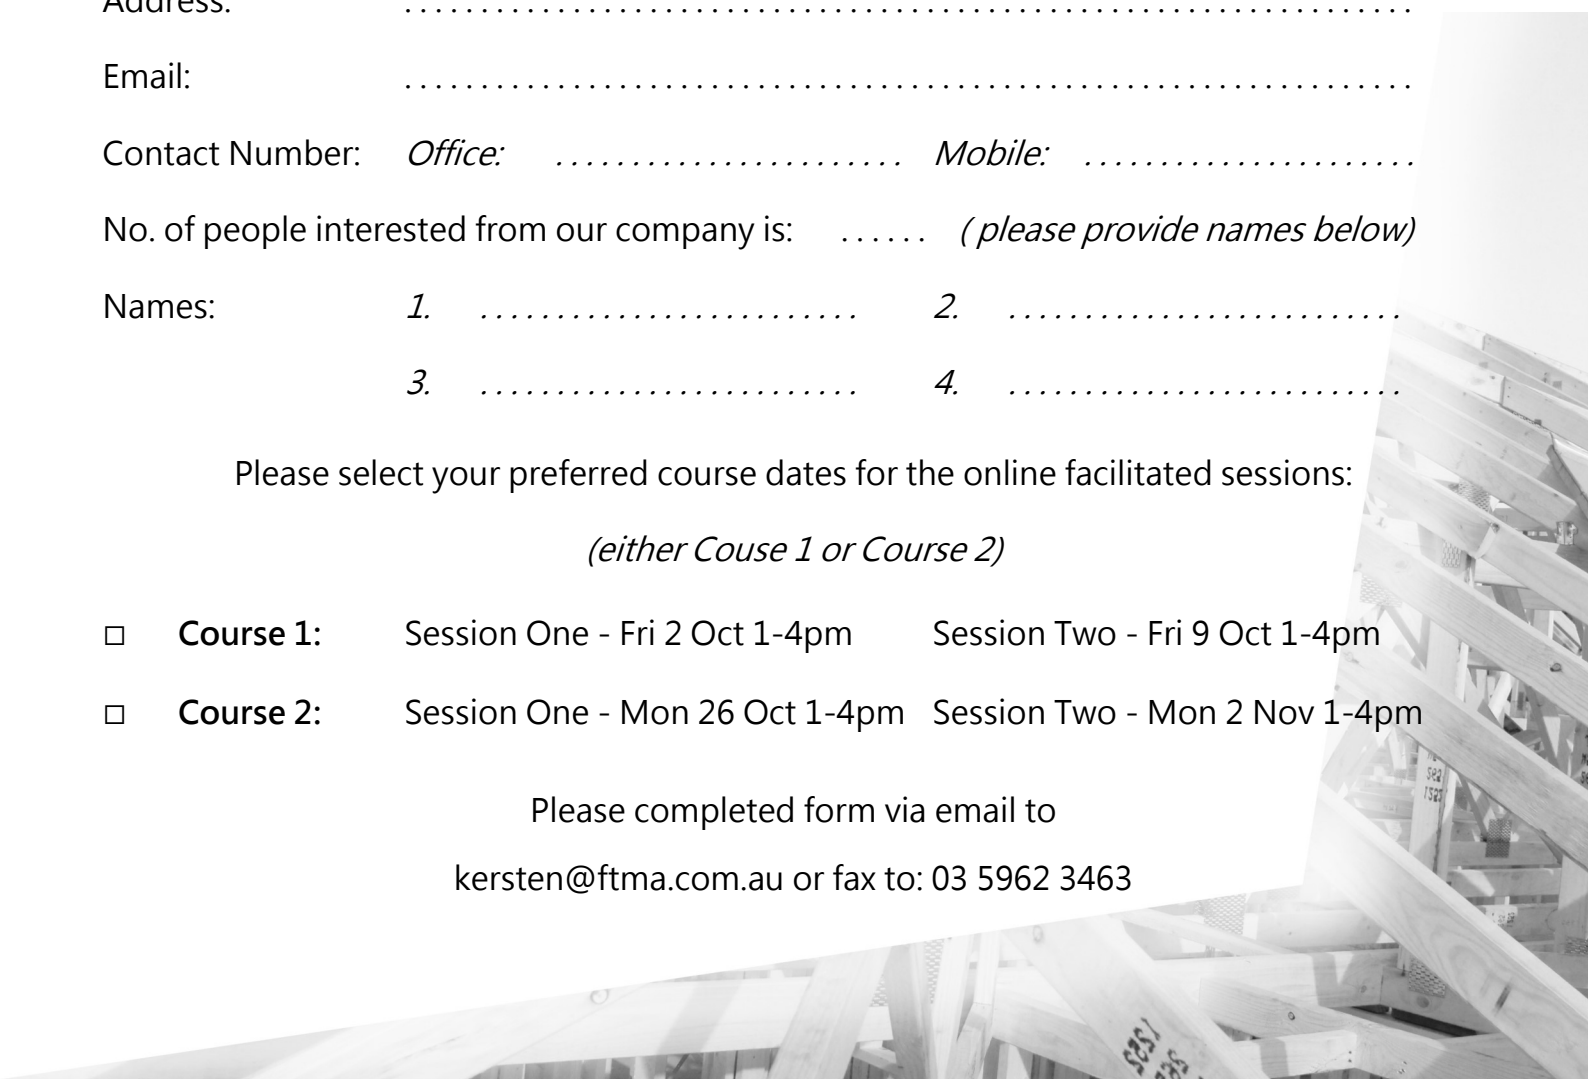 Address: ..................................................................
Email: ..................................................................
Contact Number: Office: ....................... Mobile: ......................
No. of people interested from our company is: ...... ( please provide names below)
Names: 1. ......................... 2. ..........................
3. ......................... 4. ..........................
Please select your preferred course dates for the online facilitated sessions:
(either Couse 1 or Course 2)
□ Course 1: Session One - Fri 2 Oct 1-4pm Session Two - Fri 9 Oct 1-4pm
□ Course 2: Session One - Mon 26 Oct 1-4pm Session Two - Mon 2 Nov 1-4pm
Please completed form via email to
kersten@ftma.com.au or fax to: 03 5962 3463